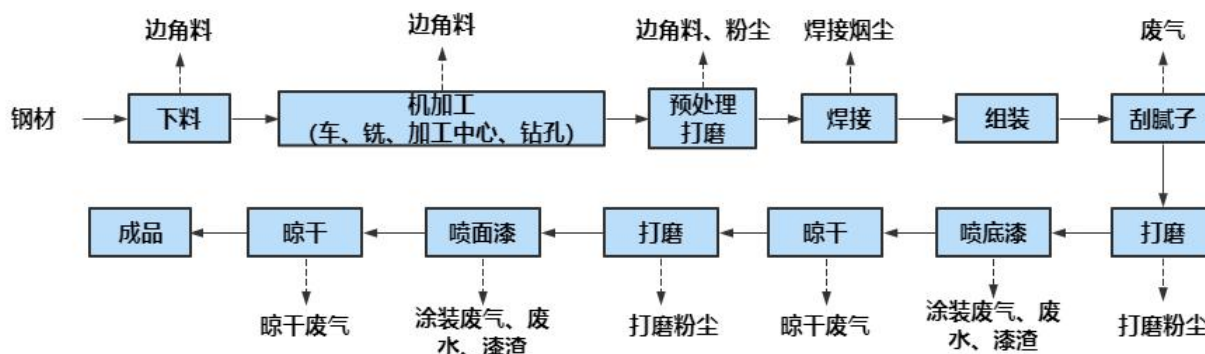 边角料
边角料
边角料、粉尘
焊接烟尘
废气
钢材
下料
机加工
(车、铣、加工中心、钻孔)
预处理
打磨
焊接
组装
刮腻子
成品
晾干
喷面漆
打磨
晾干
喷底漆
打磨
晾干废气
涂装废气、废
水、漆渣
打磨粉尘
晾干废气
涂装废气、废
水、漆渣
打磨粉尘